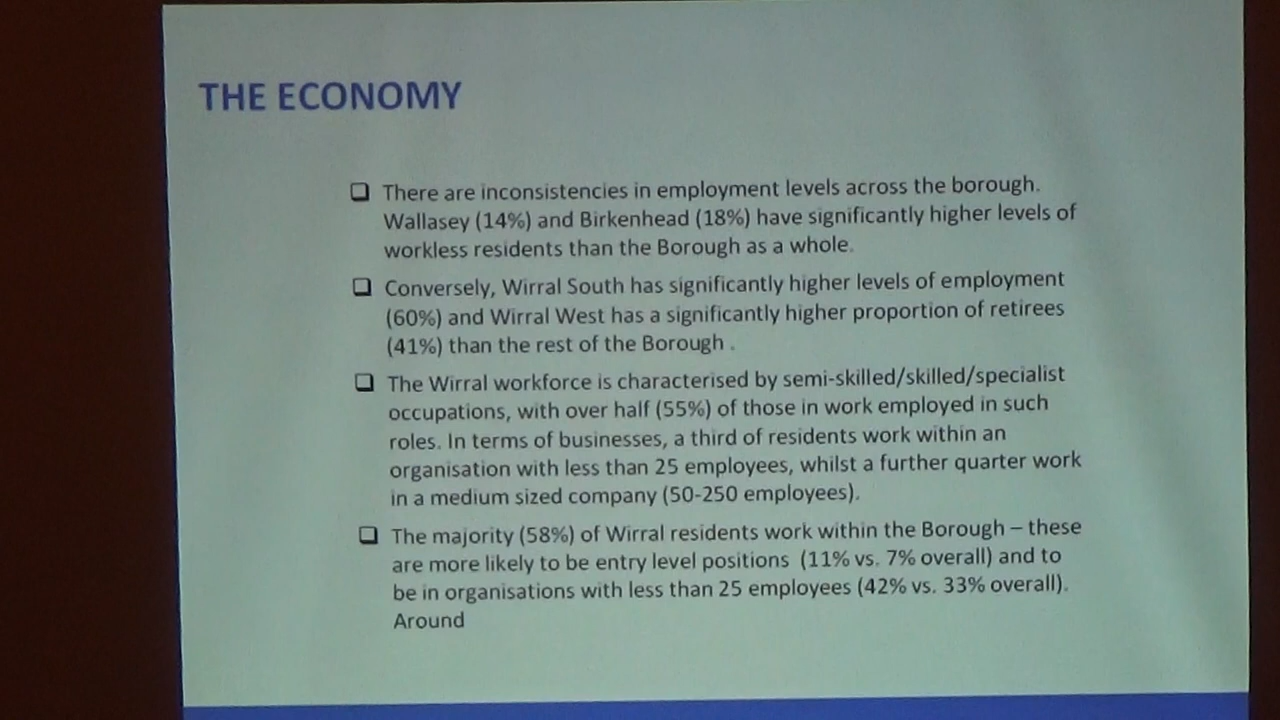 THE ECONOMY
❑ There are inconsistencies in employment levels across the borough.
Wallasey (14%) and Birkenhead (18%) have significantly higher levels of
workless residents than the Borough as a whole.
❑ Conversely, Wirral South has significantly higher levels of employment
(60%) and Wirral West has a significantly higher proportion of retirees
(41%) than the rest of the Borough .
❑ The Wirral workforce is characterised by semi-skilled/skilled/specialist
occupations, with over half (55%) of those in work employed in such
roles. In terms of businesses, a third of residents work within an
organisation with less than 25 employees, whilst a further quarter work
in a medium sized company (50-250 employees).
❑ The majority (58%) of Wirral residents work within the Borough – these
are more likely to be entry level positions (11% vs. 7% overall) and to
be in organisations with less than 25 employees (42% vs. 33% overall).
Around